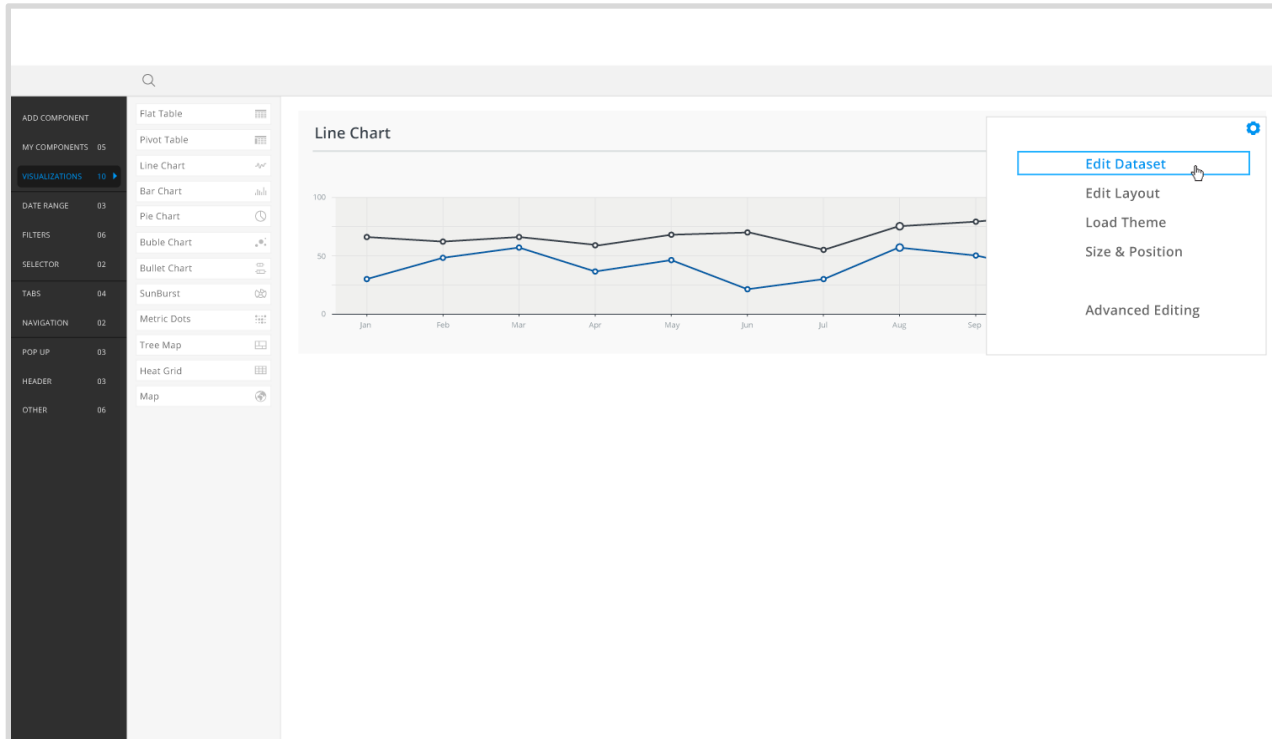 ADD COMPONENT
MY COMPONENTS 05
VISUALIZATIONS 10
DATE RANGE 03
FILTERS 06
SELECTOR 02
TABS 04
NAVIGATION 02
POP UP 03
HEADER 03
OTHER 06
Flat Table
Pivot Table
Line Chart
Bar Chart
Pie Chart
Buble Chart
Bullet Chart
SunBurst
Metric Dots
Tree Map
Heat Grid
Map
Line Chart
100
50
0
Jan Feb Mar Apr May Jun Jul Aug Sep
Edit Dataset
Edit Layout
Load Theme
Size & Position
Advanced Editing